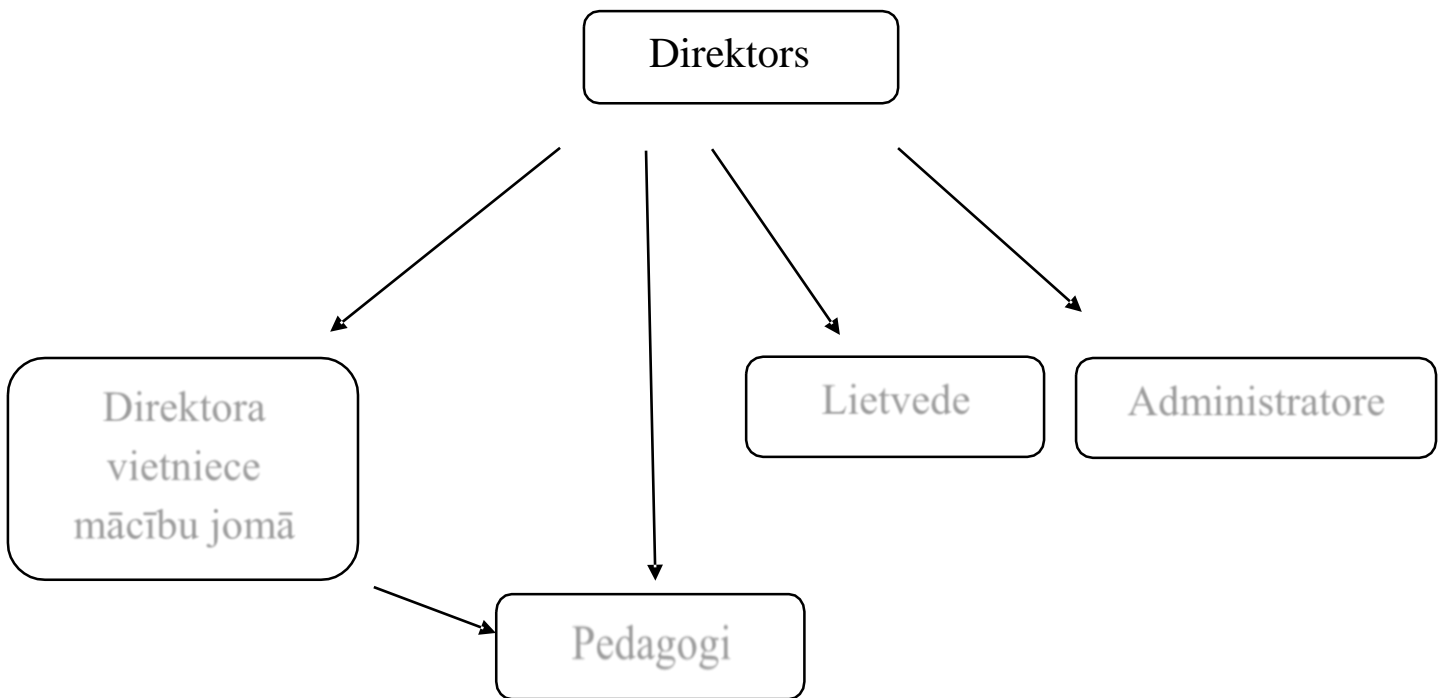 Direktors
Direktora
vietniece
mācību jomā
Lietvede
Administratore
Pedagogi